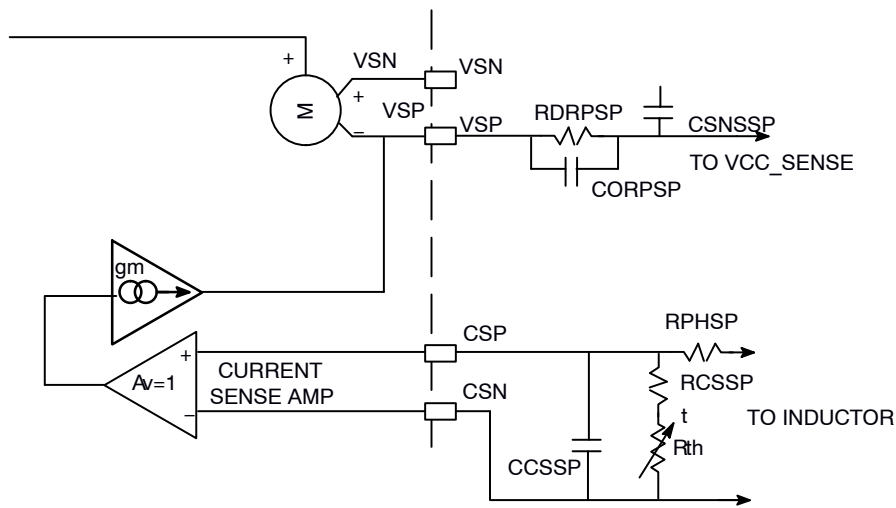 +
VSN
VSN
M
+
VSP
−
VSP
RDRPSP
CSNSSP
TO VCC_SENSE
CORPSP
gm
CSP
RPHSP
+
CURRENT
SENSE AMP
Av=1
−
CSN
RCSSP
t
TO INDUCTOR
Rth
CCSSP